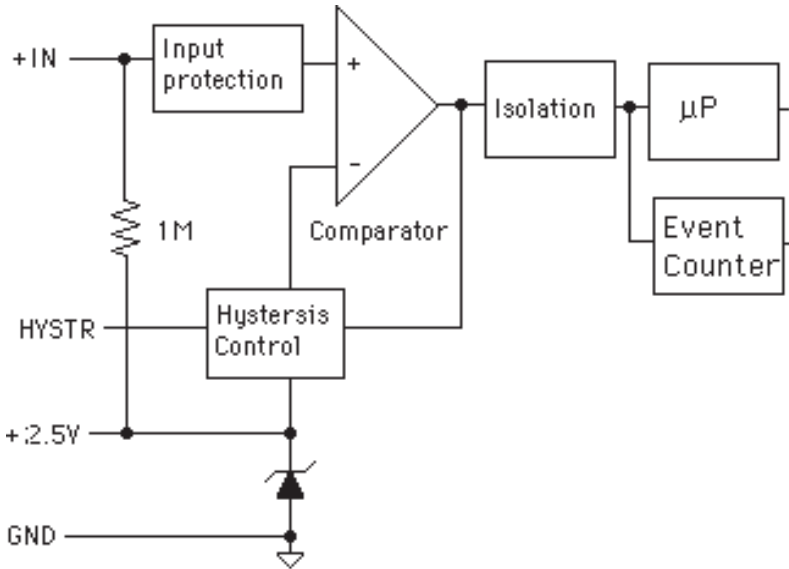 +IN
Input
protection
+
-
Comparator
Isolation
µP
Event
Counter
1M
HYSTR
Hystersis
Control
+2.5V
GND